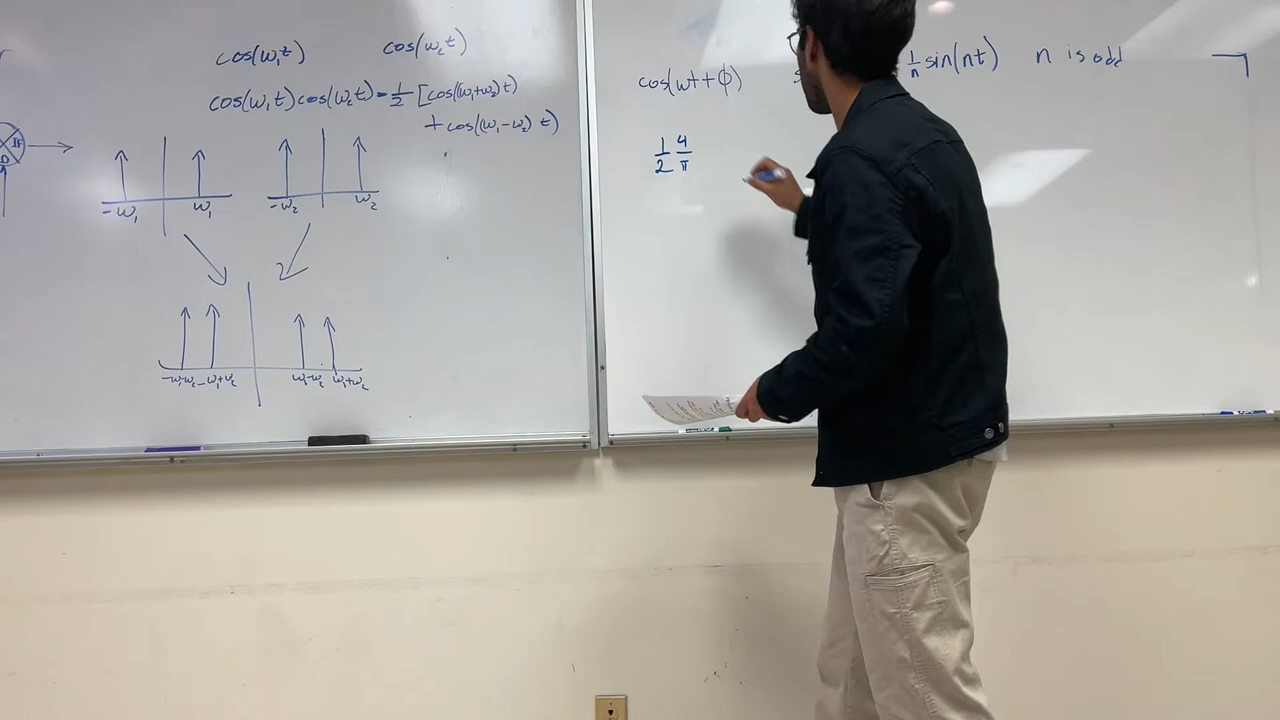 cos(ω₁t) cos(ω₂t)
cos(ω₁t)cos(ω₂t) = 1/2 [cos((ω₁+ω₂)t)
+ cos((ω₁-ω₂) t)
IF
-ω₁ ω₁ -ω₂ ω₂
-ω₁-ω₂ -ω₁+ω₂ ω₁-ω₂ ω₁+ω₂
cos(ωt+ϕ) 1/n sin(nt) n is odd
1/2 4/π